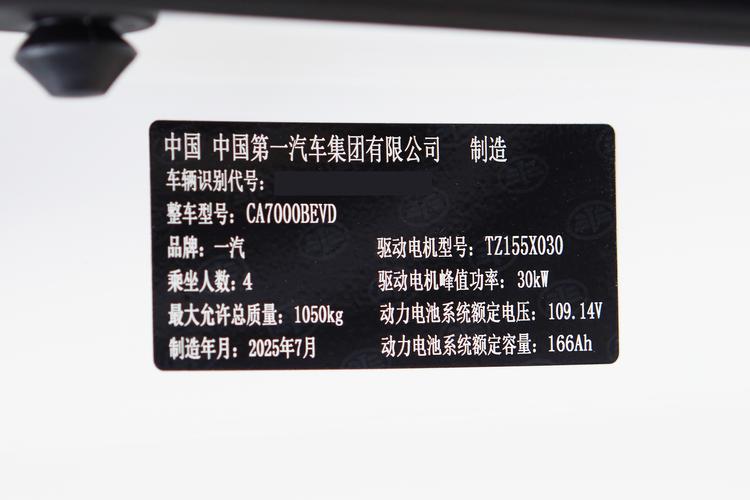 中国 中国第一汽车集团有限公司 制造
车辆识别代号：
整车型号：CA7000BEVD
品牌：一汽 驱动电机型号：TZ155X030
乘坐人数：4 驱动电机峰值功率：30kW
最大允许总质量：1050kg 动力电池系统额定电压：109.14V
制造年月：2025年7月 动力电池系统额定容量：166Ah